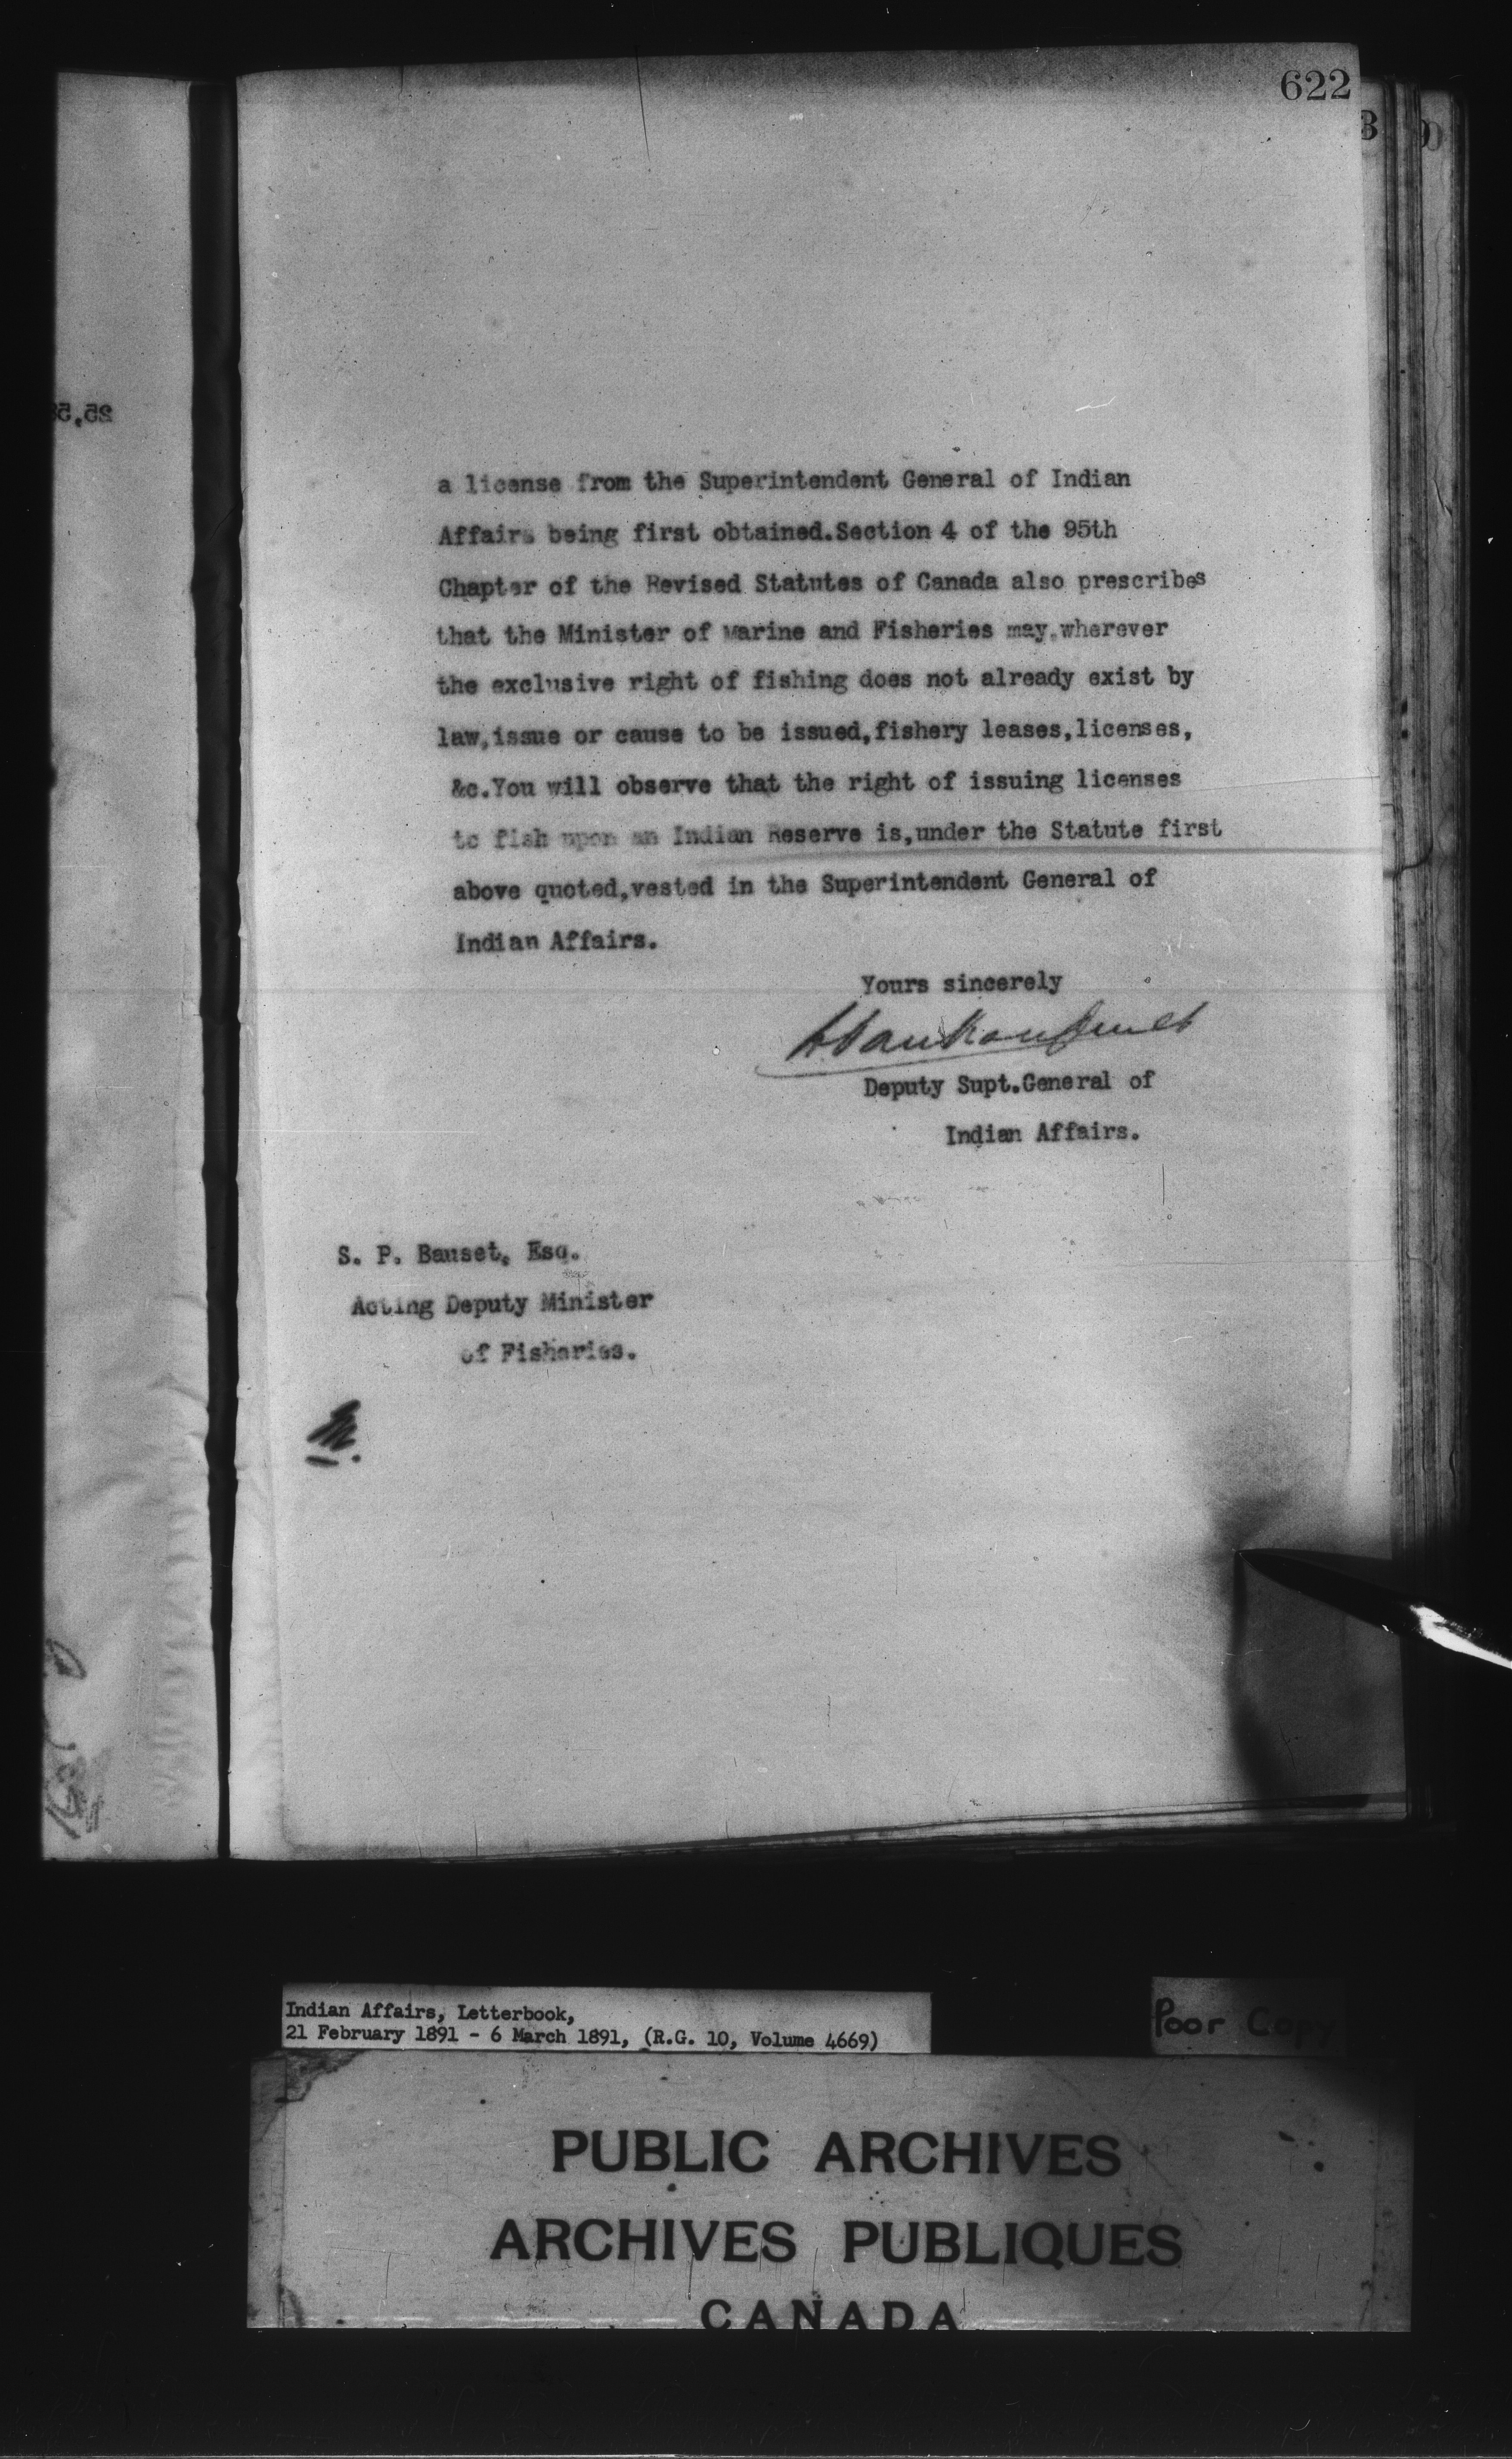 622
a license from the Superintendent General of Indian
Affairs being first obtained.Section 4 of the 95th
Chapter of the Revised Statutes of Canada also prescribes
that the Minister of Marine and Fisheries may,wherever
the exclusive right of fishing does not already exist by
law,issue or cause to be issued,fishery leases,licenses,
&c.You will observe that the right of issuing licenses
to fish upon an Indian Reserve is,under the Statute first
above quoted,vested in the Superintendent General of
Indian Affairs.
Yours sincerely
Deputy Supt.General of
Indian Affairs.
S. P. Bauset, Esq.
Acting Deputy Minister
of Fisheries.
Indian Affairs, Letterbook,
21 February 1891 - 6 March 1891, (R.G. 10, Volume 4669)
Poor Copy
PUBLIC ARCHIVES
ARCHIVES PUBLIQUES
CANADA